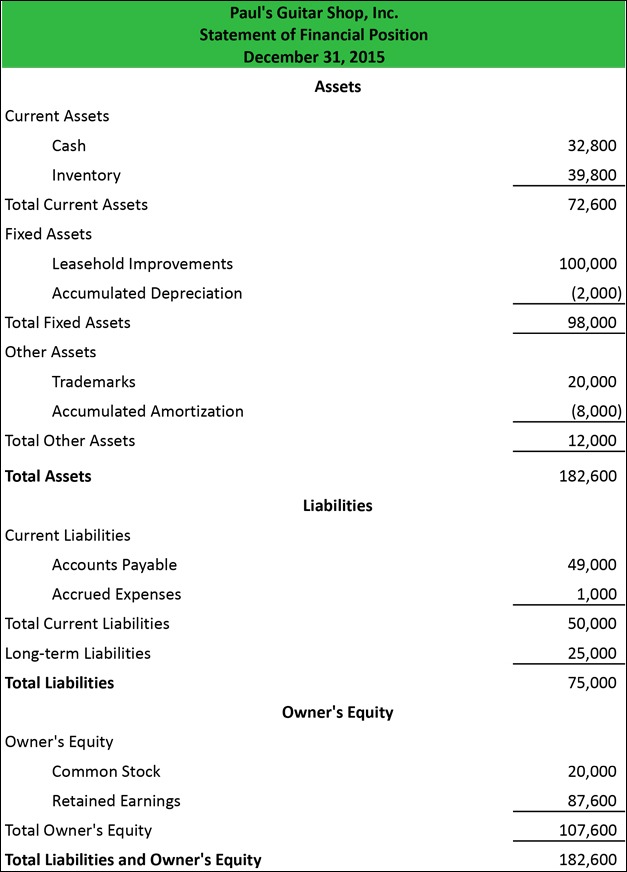 Paul's Guitar Shop, Inc.
Statement of Financial Position
December 31, 2015
Assets
Current Assets
Cash 32,800
Inventory 39,800
Total Current Assets 72,600
Fixed Assets
Leasehold Improvements 100,000
Accumulated Depreciation (2,000)
Total Fixed Assets 98,000
Other Assets
Trademarks 20,000
Accumulated Amortization (8,000)
Total Other Assets 12,000
Total Assets 182,600
Liabilities
Current Liabilities
Accounts Payable 49,000
Accrued Expenses 1,000
Total Current Liabilities 50,000
Long-term Liabilities 25,000
Total Liabilities 75,000
Owner's Equity
Owner's Equity
Common Stock 20,000
Retained Earnings 87,600
Total Owner's Equity 107,600
Total Liabilities and Owner's Equity 182,600